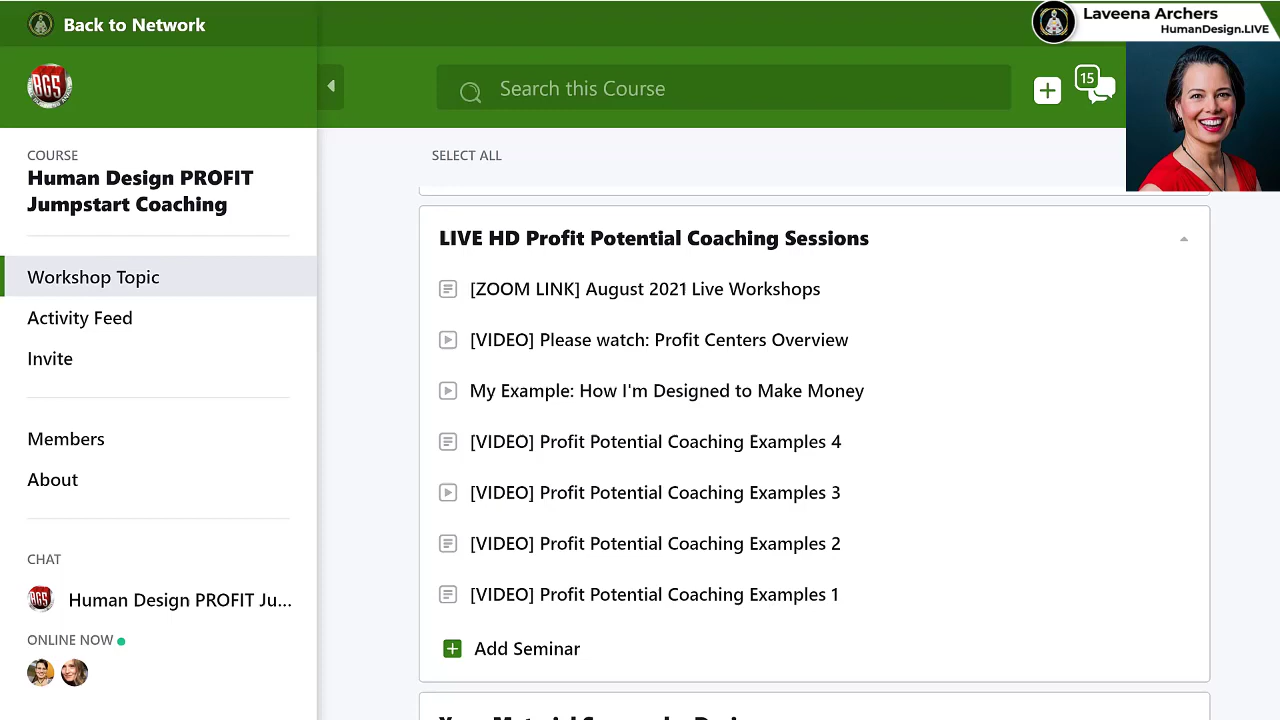 Back to Network
Laveena Archers
HumanDesign.LIVE
BGS
Search this Course
15
COURSE
Human Design PROFIT
Jumpstart Coaching
SELECT ALL
Workshop Topic
Activity Feed
Invite
Members
About
CHAT
BGS
Human Design PROFIT Ju...
ONLINE NOW
LIVE HD Profit Potential Coaching Sessions
[ZOOM LINK] August 2021 Live Workshops
[VIDEO] Please watch: Profit Centers Overview
My Example: How I'm Designed to Make Money
[VIDEO] Profit Potential Coaching Examples 4
[VIDEO] Profit Potential Coaching Examples 3
[VIDEO] Profit Potential Coaching Examples 2
[VIDEO] Profit Potential Coaching Examples 1
Add Seminar